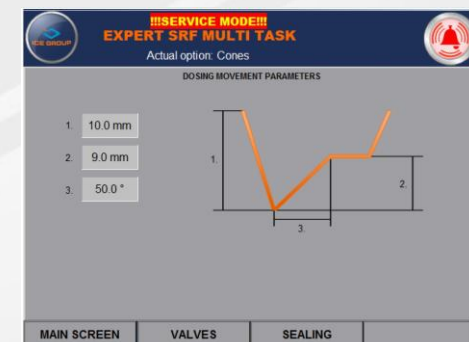 !!!SERVICE MODE!!!
EXPERT SRF MULTI TASK
ICE GROUP
Actual option: Cones
DOSING MOVEMENT PARAMETERS
1. 10.0 mm
2. 9.0 mm
3. 50.0 °
1.
2.
3.
MAIN SCREEN VALVES SEALING